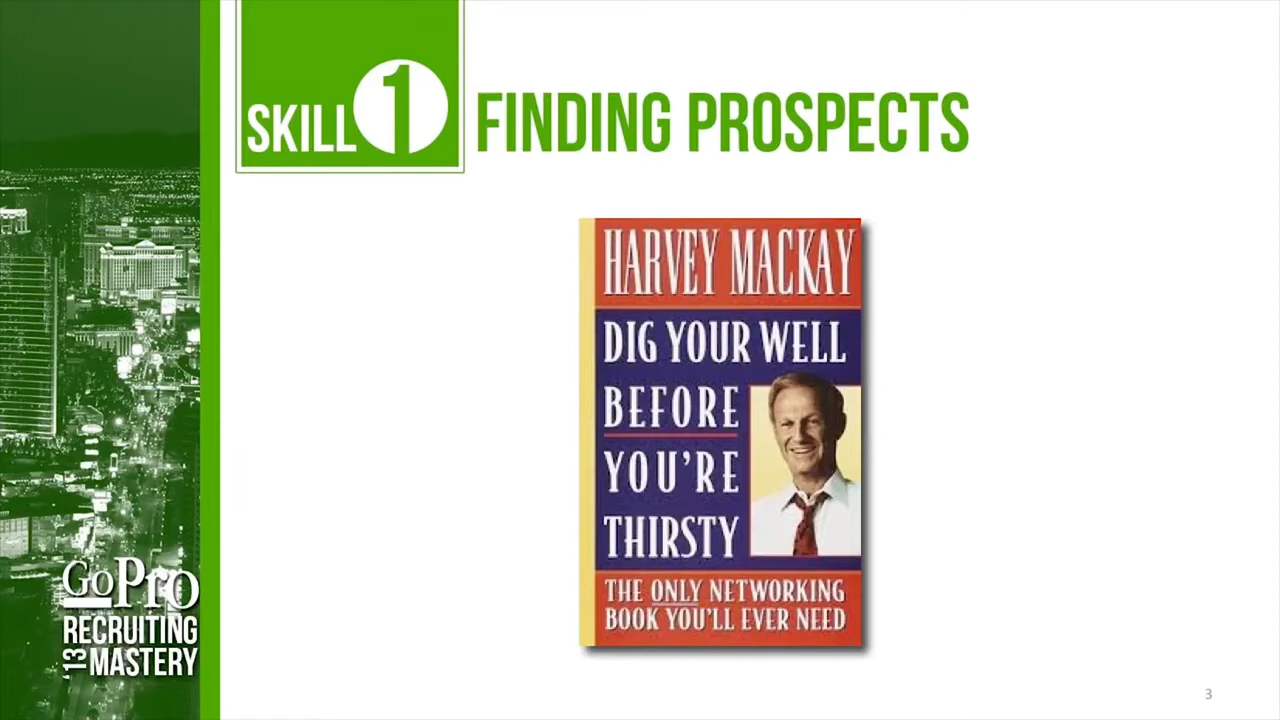 SKILL 1 FINDING PROSPECTS
HARVEY MACKAY
DIG YOUR WELL
BEFORE
YOU'RE
THIRSTY
THE ONLY NETWORKING
BOOK YOU'LL EVER NEED
GoPro
RECRUITING
'13 MASTERY
3